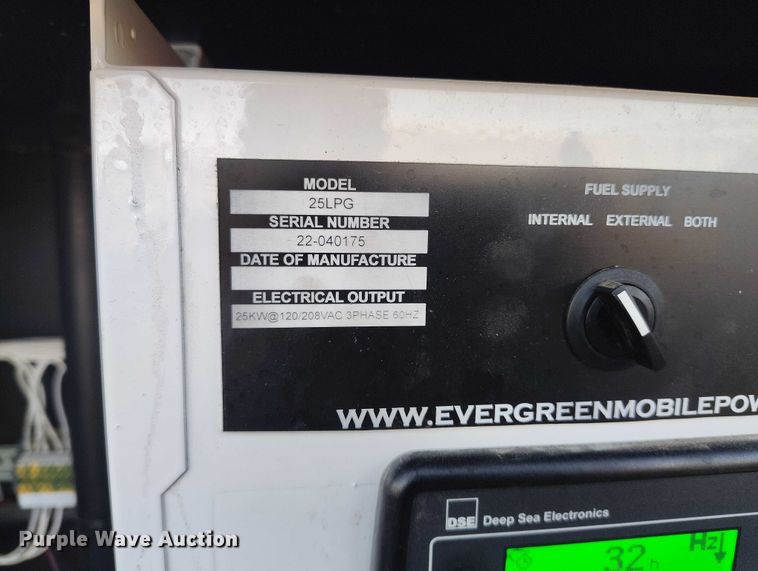 MODEL
25LPG
SERIAL NUMBER
22-040175
DATE OF MANUFACTURE
ELECTRICAL OUTPUT
25KW@120/208VAC 3PHASE 60HZ
FUEL SUPPLY
INTERNAL EXTERNAL BOTH
WWW.EVERGREENMOBILEPOW
DSE Deep Sea Electronics
32 h Hz
Purple Wave Auction®